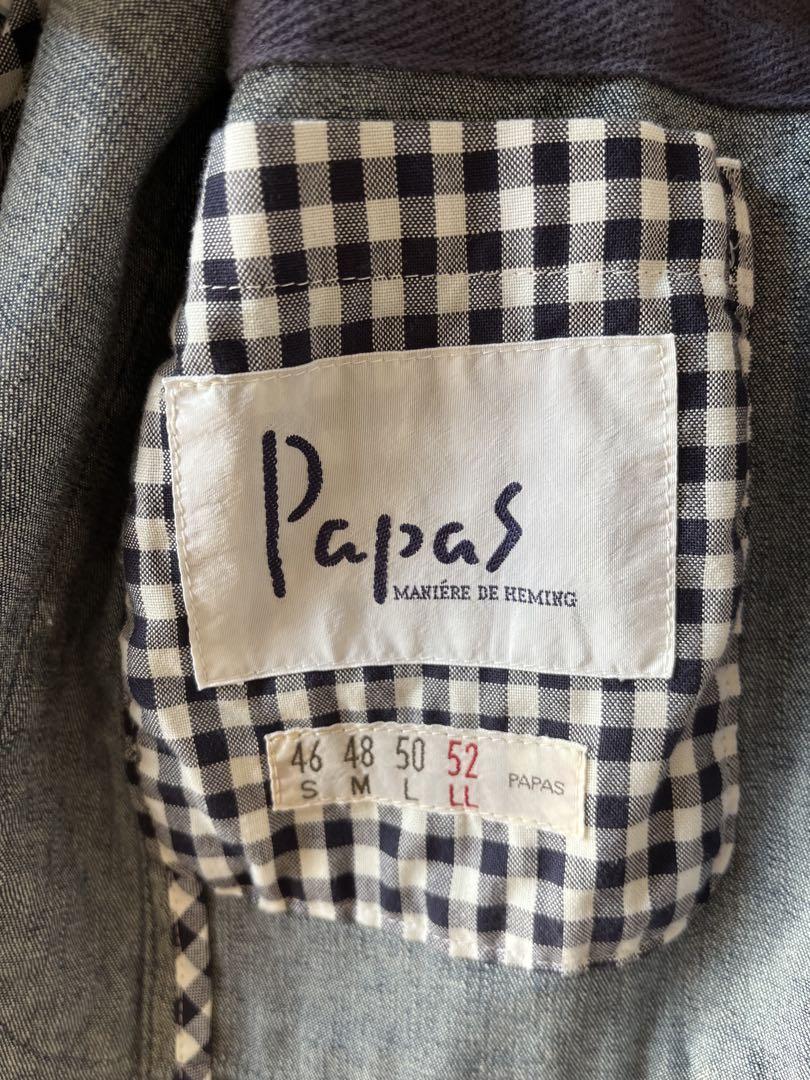 Papas
MANIÉRE DE HEMING
46 48 50 52
S M L LL
PAPAS